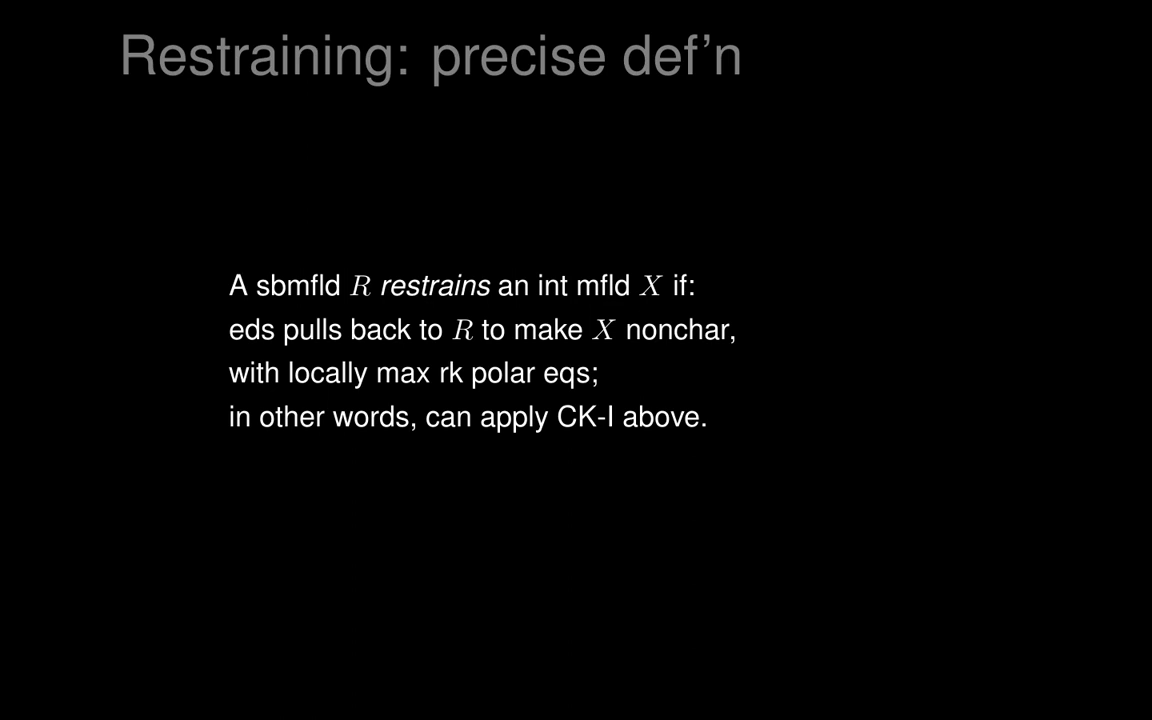 Restraining: precise def’n
A sbmfld R restrains an int mfld X if:
eds pulls back to R to make X nonchar,
with locally max rk polar eqs;
in other words, can apply CK-I above.